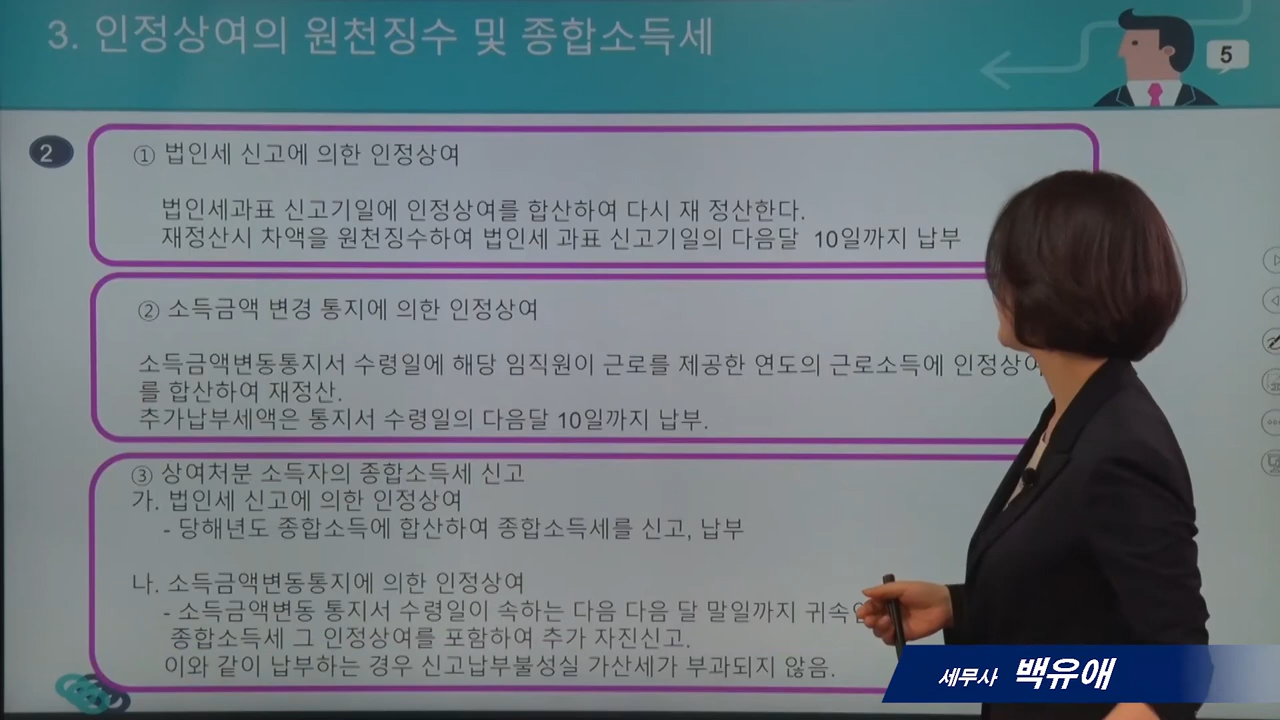 3. 인정상여의 원천징수 및 종합소득세
5
2
① 법인세 신고에 의한 인정상여
법인세과표 신고기일에 인정상여를 합산하여 다시 재 정산한다.
재정산시 차액을 원천징수하여 법인세 과표 신고기일의 다음달 10일까지 납부
② 소득금액 변경 통지에 의한 인정상여
소득금액변동통지서 수령일에 해당 임직원이 근로를 제공한 연도의 근로소득에
를 합산하여 재정산.
추가납부세액은 통지서 수령일의 다음달 10일까지 납부.
③ 상여처분 소득자의 종합소득세 신고
가. 법인세 신고에 의한 인정상여
- 당해년도 종합소득에 합산하여 종합소득세를 신고, 납부
나. 소득금액변동통지에 의한 인정상여
- 소득금액변동 통지서 수령일이 속하는 다음 다음 달 말일까지
종합소득세 그 인정상여를 포함하여 추가 자진신고.
이와 같이 납부하는 경우 신고납부불성실 가산세가 부과되지 않음.
세무사 백유애